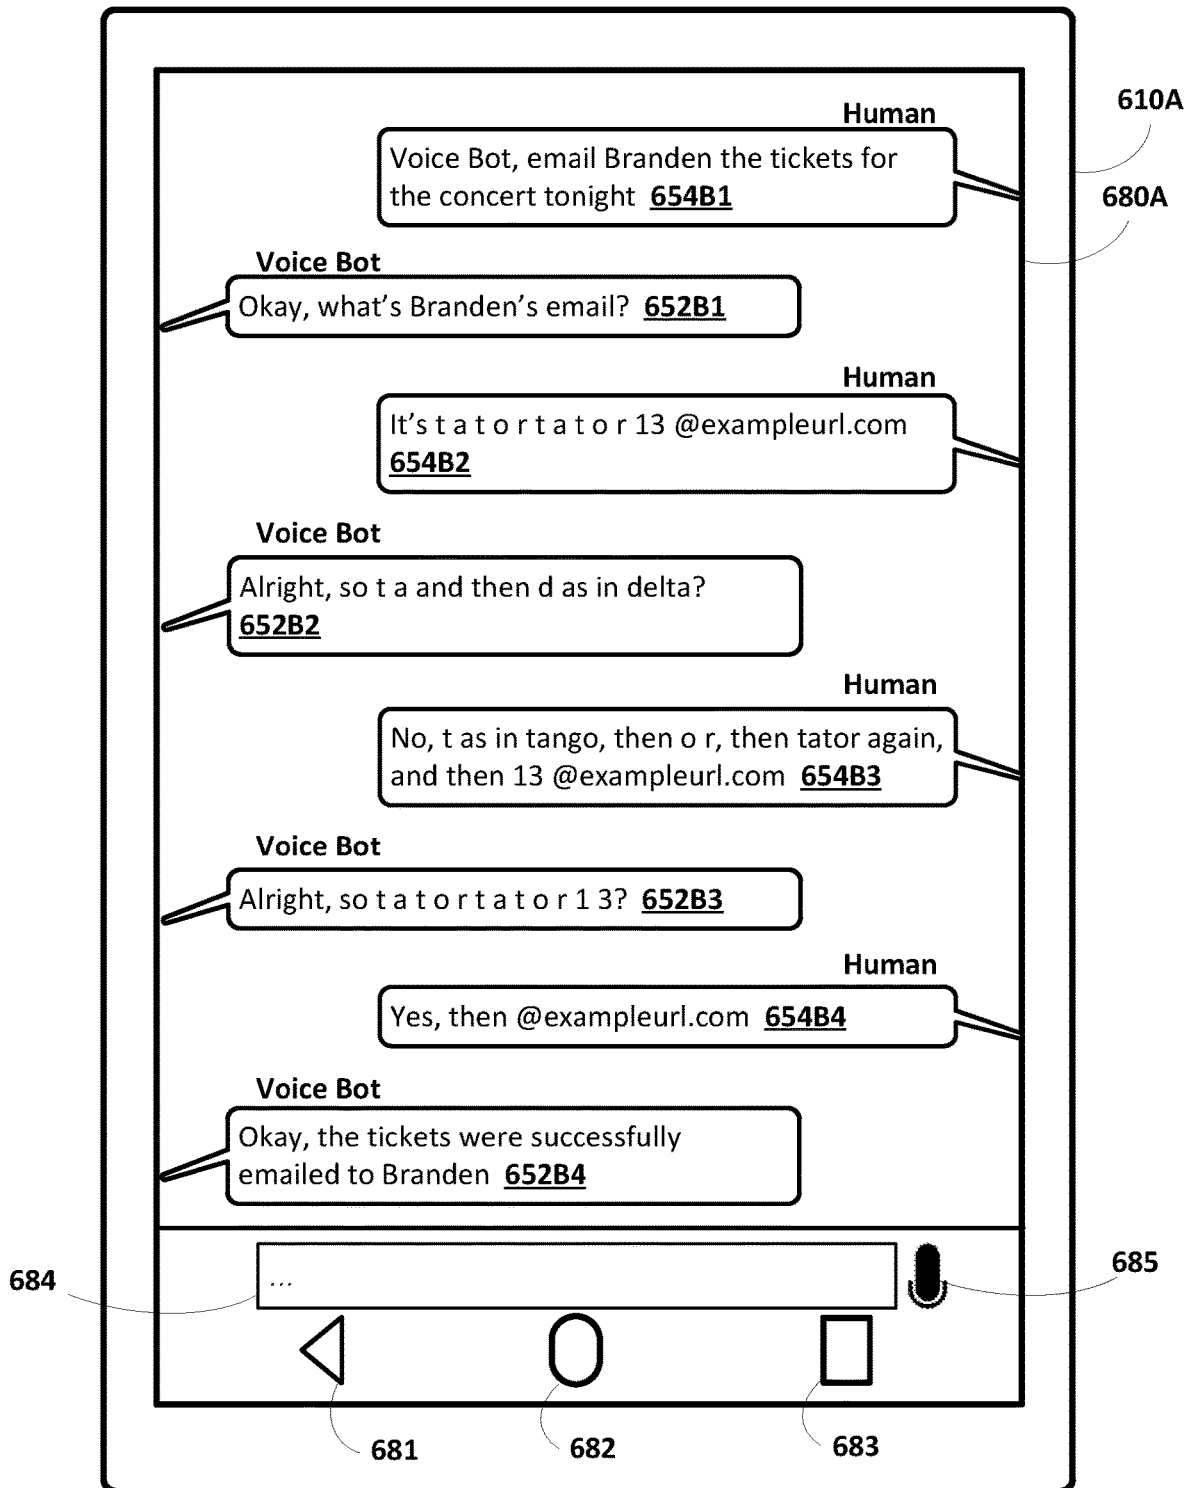 Human
610A
Voice Bot, email Branden the tickets for
the concert tonight 654B1
680A
Voice Bot
Okay, what's Branden's email? 652B1
Human
It's t a t o r t a t o r 13 @exampleurl.com
654B2
Voice Bot
Alright, so t a and then d as in delta?
652B2
Human
No, t as in tango, then o r, then tator again,
and then 13 @exampleurl.com 654B3
Voice Bot
Alright, so t a t o r t a t o r 1 3? 652B3
Human
Yes, then @exampleurl.com 654B4
Voice Bot
Okay, the tickets were successfully
emailed to Branden 652B4
684
...
685
681
682
683